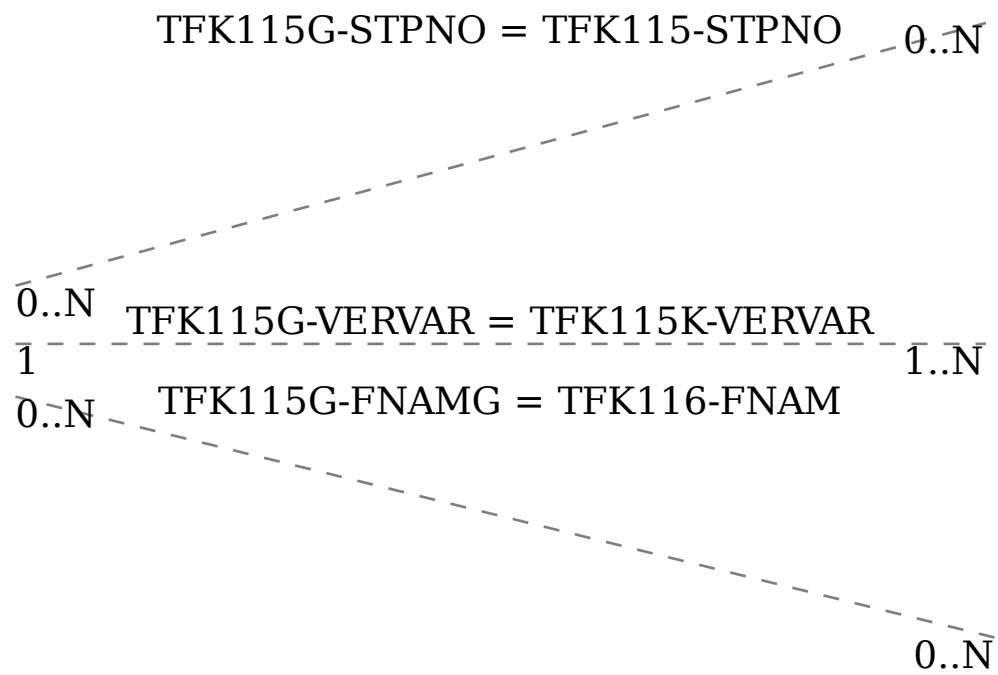 TFK115G-STPNO = TFK115-STPNO
0..N
0..N
TFK115G-VERVAR = TFK115K-VERVAR
1
1..N
TFK115G-FNAMG = TFK116-FNAM
0..N
0..N